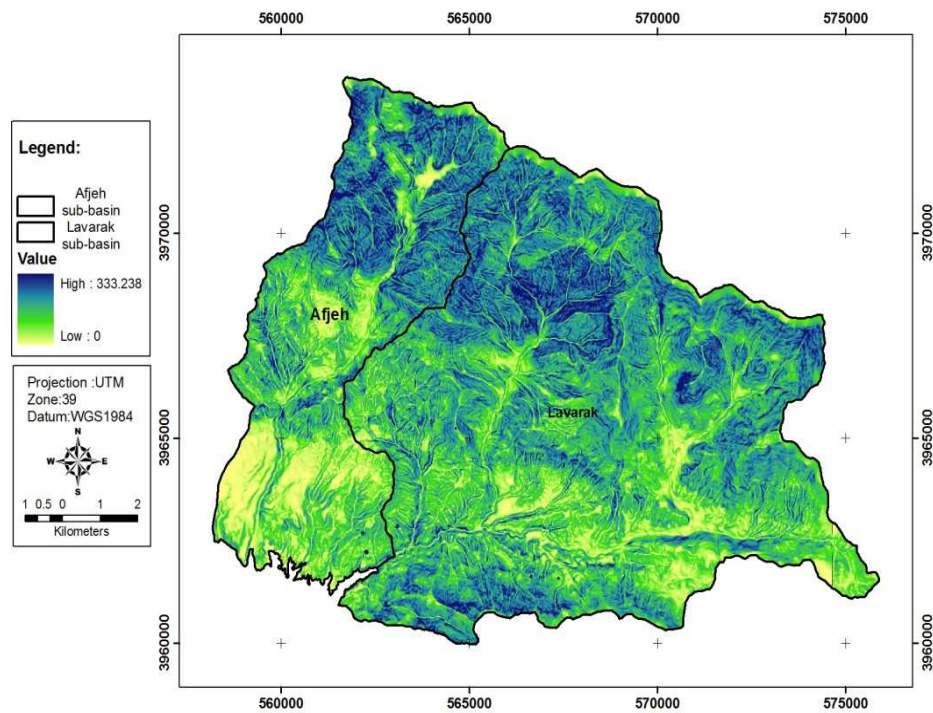 560000 565000 570000 575000
Legend:
Afjeh
sub-basin
Lavarak
sub-basin
Value
High : 333.238
Low : 0
Projection :UTM
Zone:39
Datum:WGS1984
N
W E
S
1 0.5 0 1 2
Kilometers
3970000
3965000
3960000
Afjeh
Lavarak
3970000
3965000
3960000
560000 565000 570000 575000